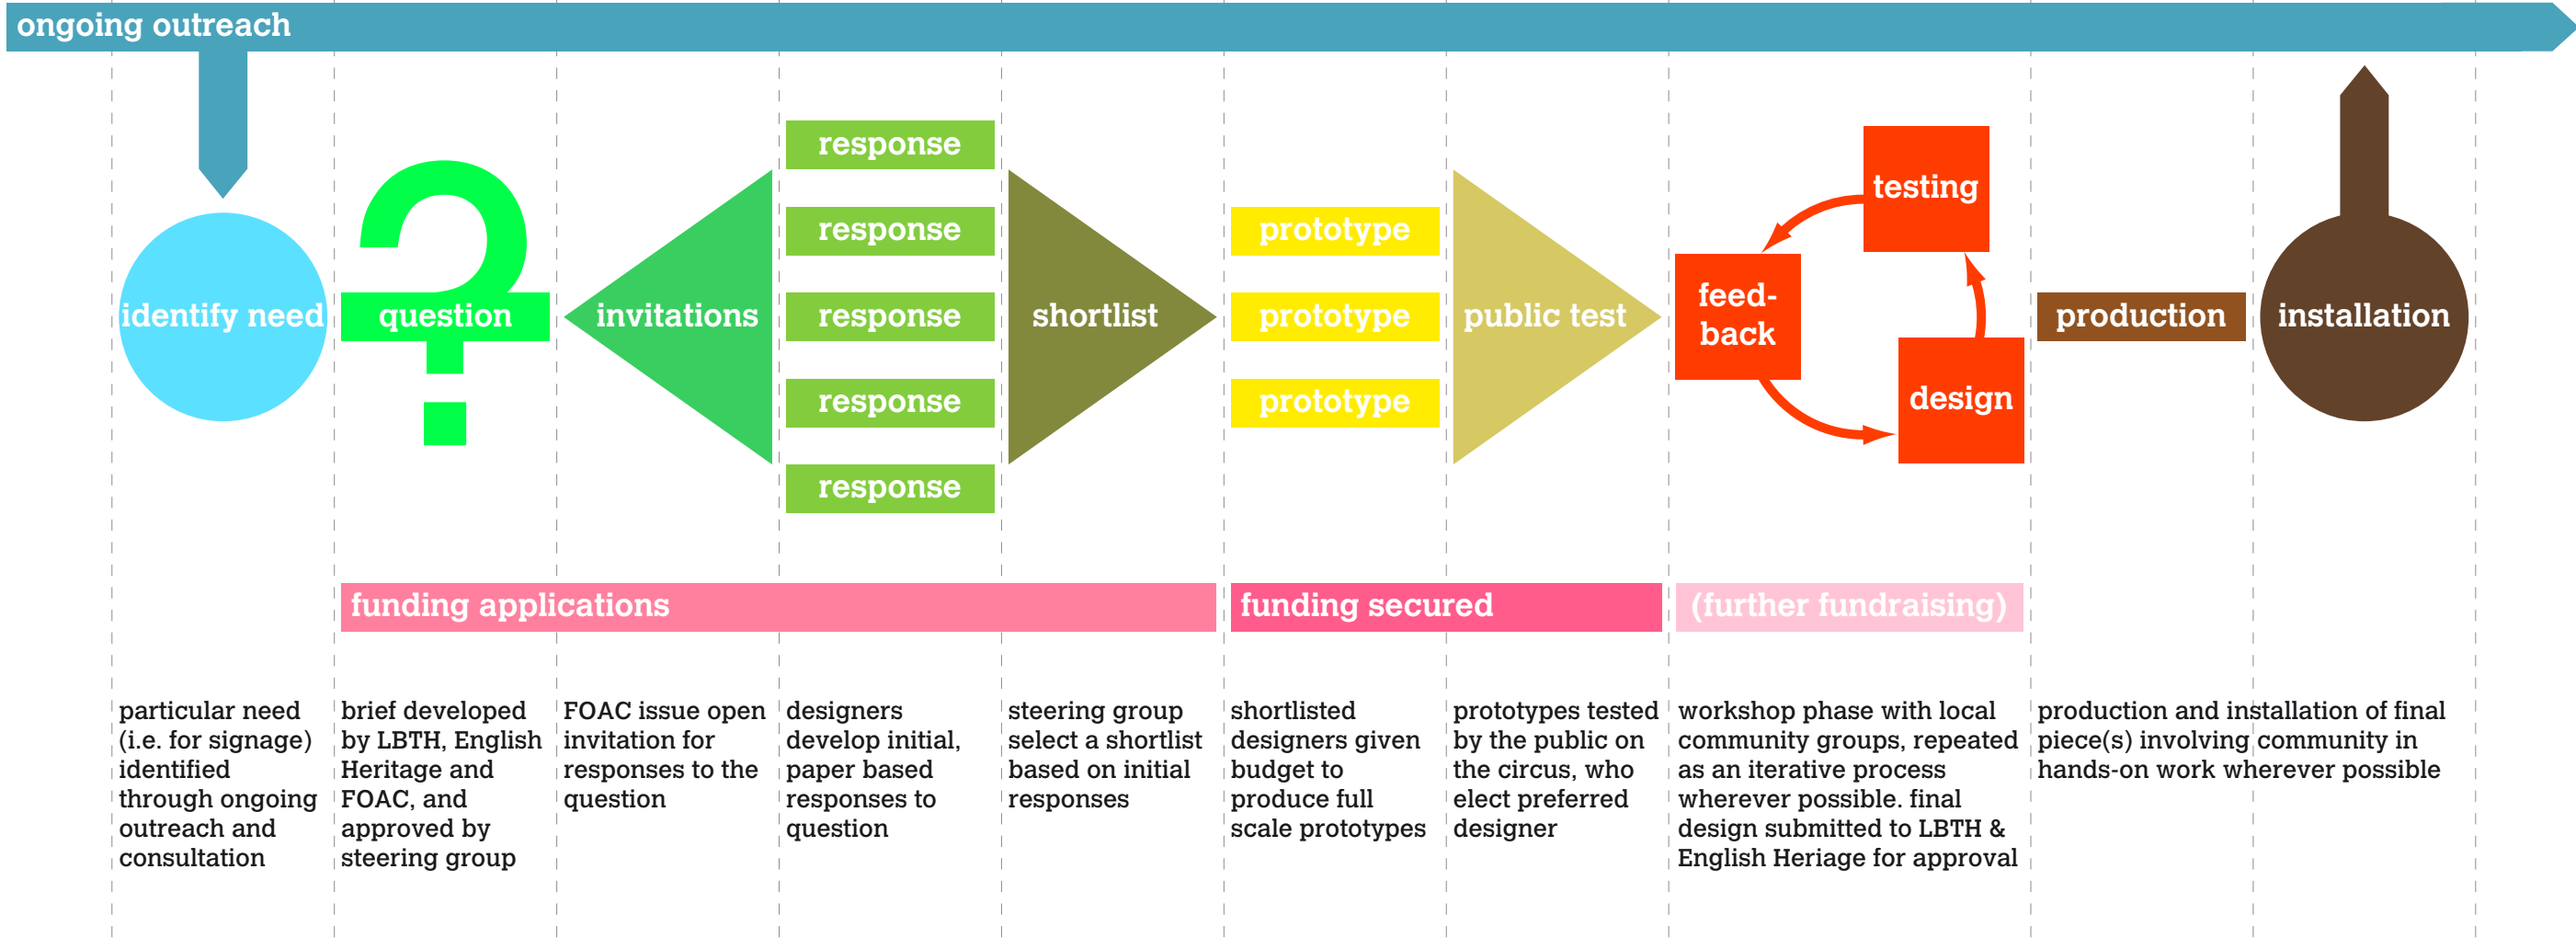 ongoing outreach
identify need
question
invitations
response
response
response
response
response
shortlist
prototype
prototype
prototype
public test
testing
feed-
back
design
production
installation
funding applications
funding secured
(further fundraising)
particular need
(i.e. for signage)
identified
through ongoing
outreach and
consultation
brief developed
by LBTH, English
Heritage and
FOAC, and
approved by
steering group
FOAC issue open
invitation for
responses to the
question
designers
develop initial,
paper based
responses to
question
steering group
select a shortlist
based on initial
responses
shortlisted
designers given
budget to
produce full
scale prototypes
prototypes tested
by the public on
the circus, who
elect preferred
designer
workshop phase with local
community groups, repeated
as an iterative process
wherever possible. final
design submitted to LBTH &
English Heriage for approval
production and installation of final
piece(s) involving community in
hands-on work wherever possible